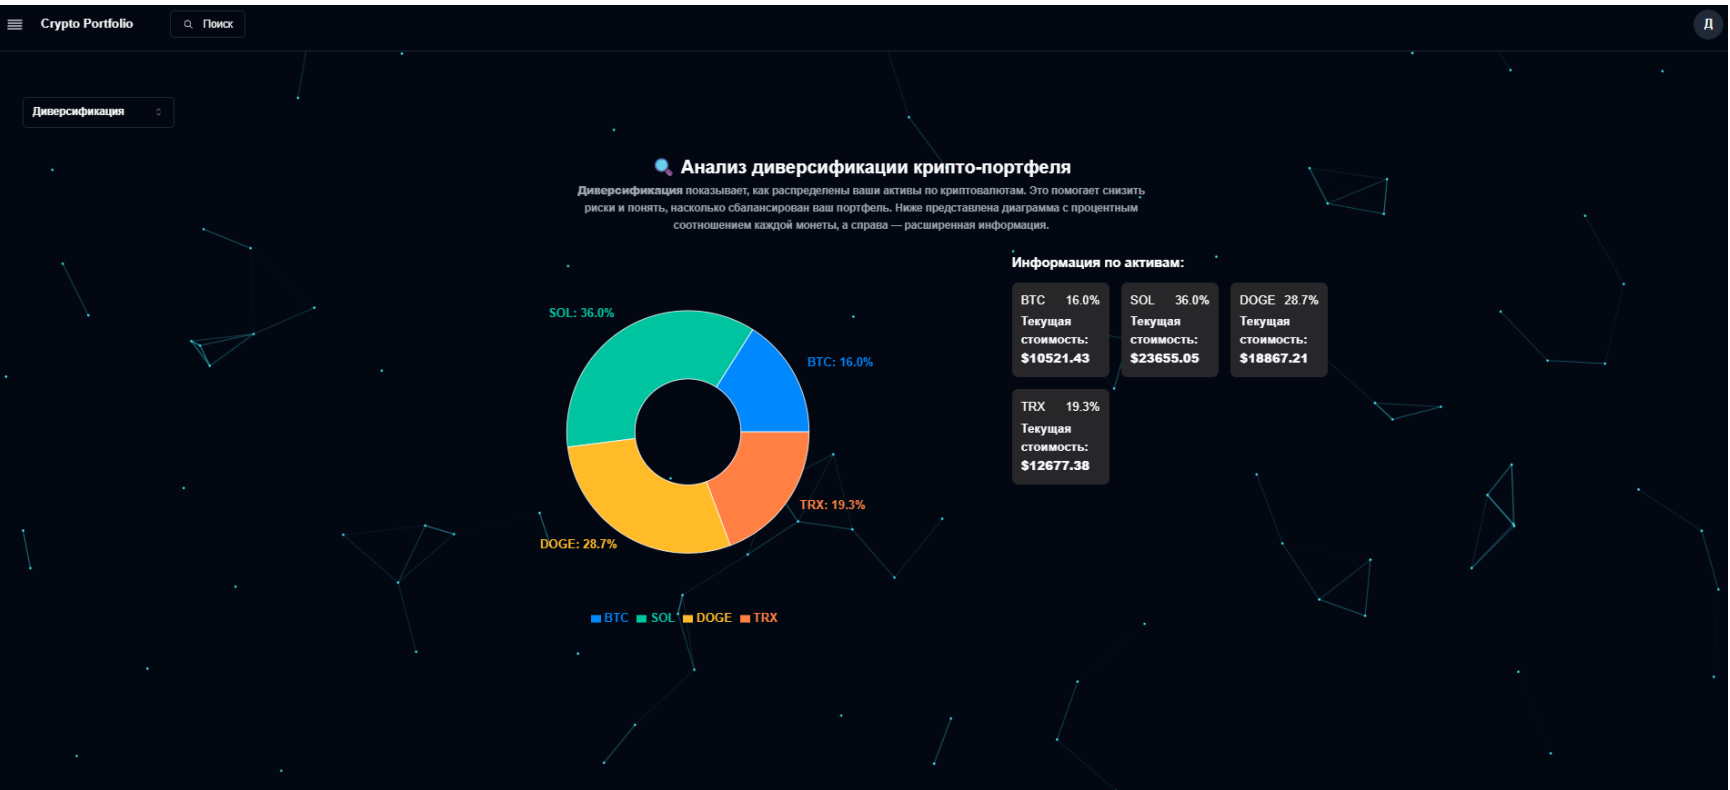 Crypto Portfolio
Поиск
Д
Диверсификация
Анализ диверсификации крипто-портфеля
Диверсификация показывает, как распределены ваши активы по криптовалютам. Это помогает снизить
риски и понять, насколько сбалансирован ваш портфель. Ниже представлена диаграмма с процентным
соотношением каждой монеты, а справа — расширенная информация.
SOL: 36.0%
BTC: 16.0%
TRX: 19.3%
DOGE: 28.7%
BTC SOL DOGE TRX
Информация по активам:
BTC 16.0%
Текущая
стоимость:
$10521.43
SOL 36.0%
Текущая
стоимость:
$23655.05
DOGE 28.7%
Текущая
стоимость:
$18867.21
TRX 19.3%
Текущая
стоимость:
$12677.38